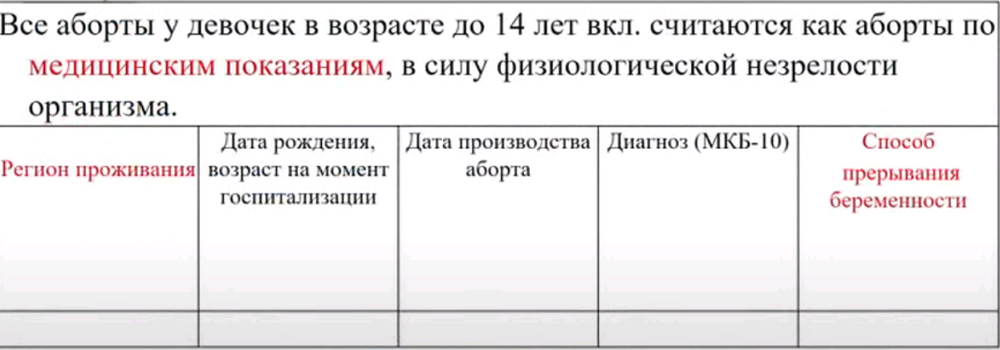 Все аборты у девочек в возрасте до 14 лет вкл. считаются как аборты по
медицинским показаниям, в силу физиологической незрелости
организма.
Регион проживания
Дата рождения,
возраст на момент
госпитализации
Дата производства
аборта
Диагноз (МКБ-10)
Способ
прерывания
беременности